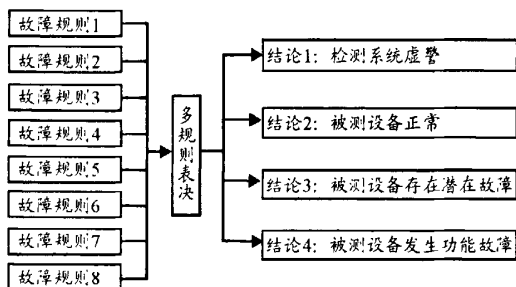 故障规则1
故障规则2
故障规则3
故障规则4
故障规则5
故障规则6
故障规则7
故障规则8
多规则表决
结论1: 检测系统虚警
结论2: 被测设备正常
结论3: 被测设备存在潜在故障
结论4: 被测设备发生功能故障